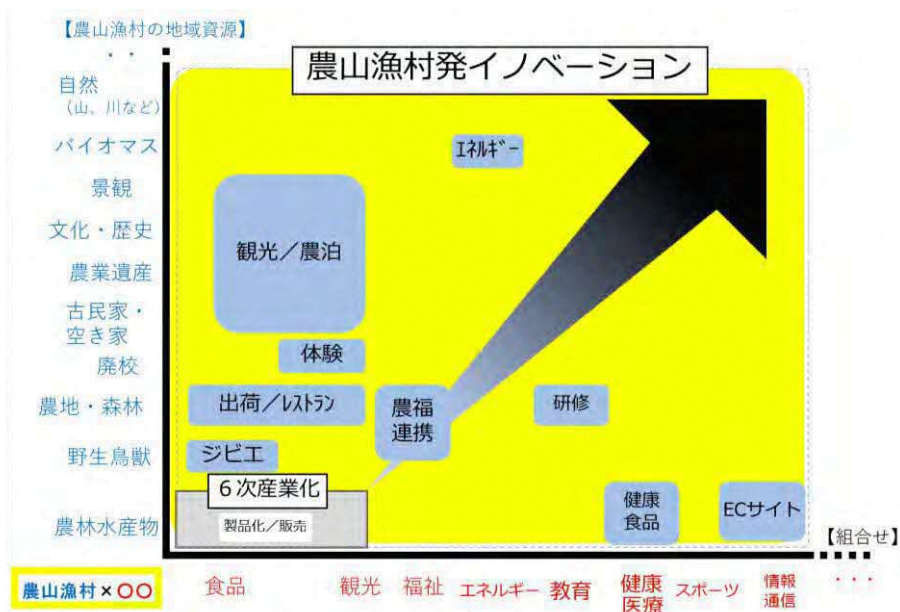 【農山漁村の地域資源】
・・
農山漁村発イノベーション
自然
(山、川など)
バイオマス
景観
文化・歴史
農業遺産
古民家・
空き家
廃校
農地・森林
野生鳥獣
農林水産物
ｴﾈﾙｷﾞｰ
観光／農泊
体験
出荷／ﾚｽﾄﾗﾝ
農福
連携
研修
ジビエ
６次産業化
製品化／販売
健康
食品
ECサイト
【組合せ】
農山漁村×〇〇
食品
観光
福祉
エネルギー
教育
健康
医療
スポーツ
情報
通信
・・・